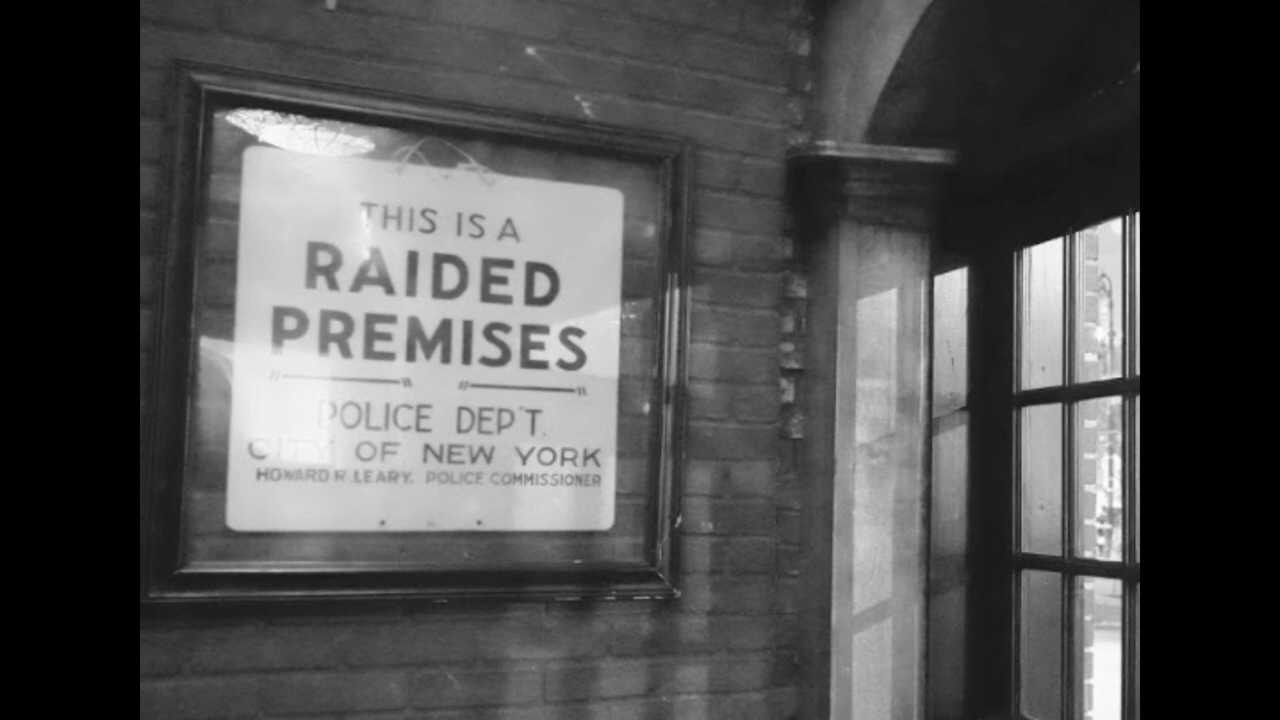 THIS IS A
RAIDED
PREMISES
POLICE DEP'T.
CITY OF NEW YORK
HOWARD R. LEARY, POLICE COMMISSIONER